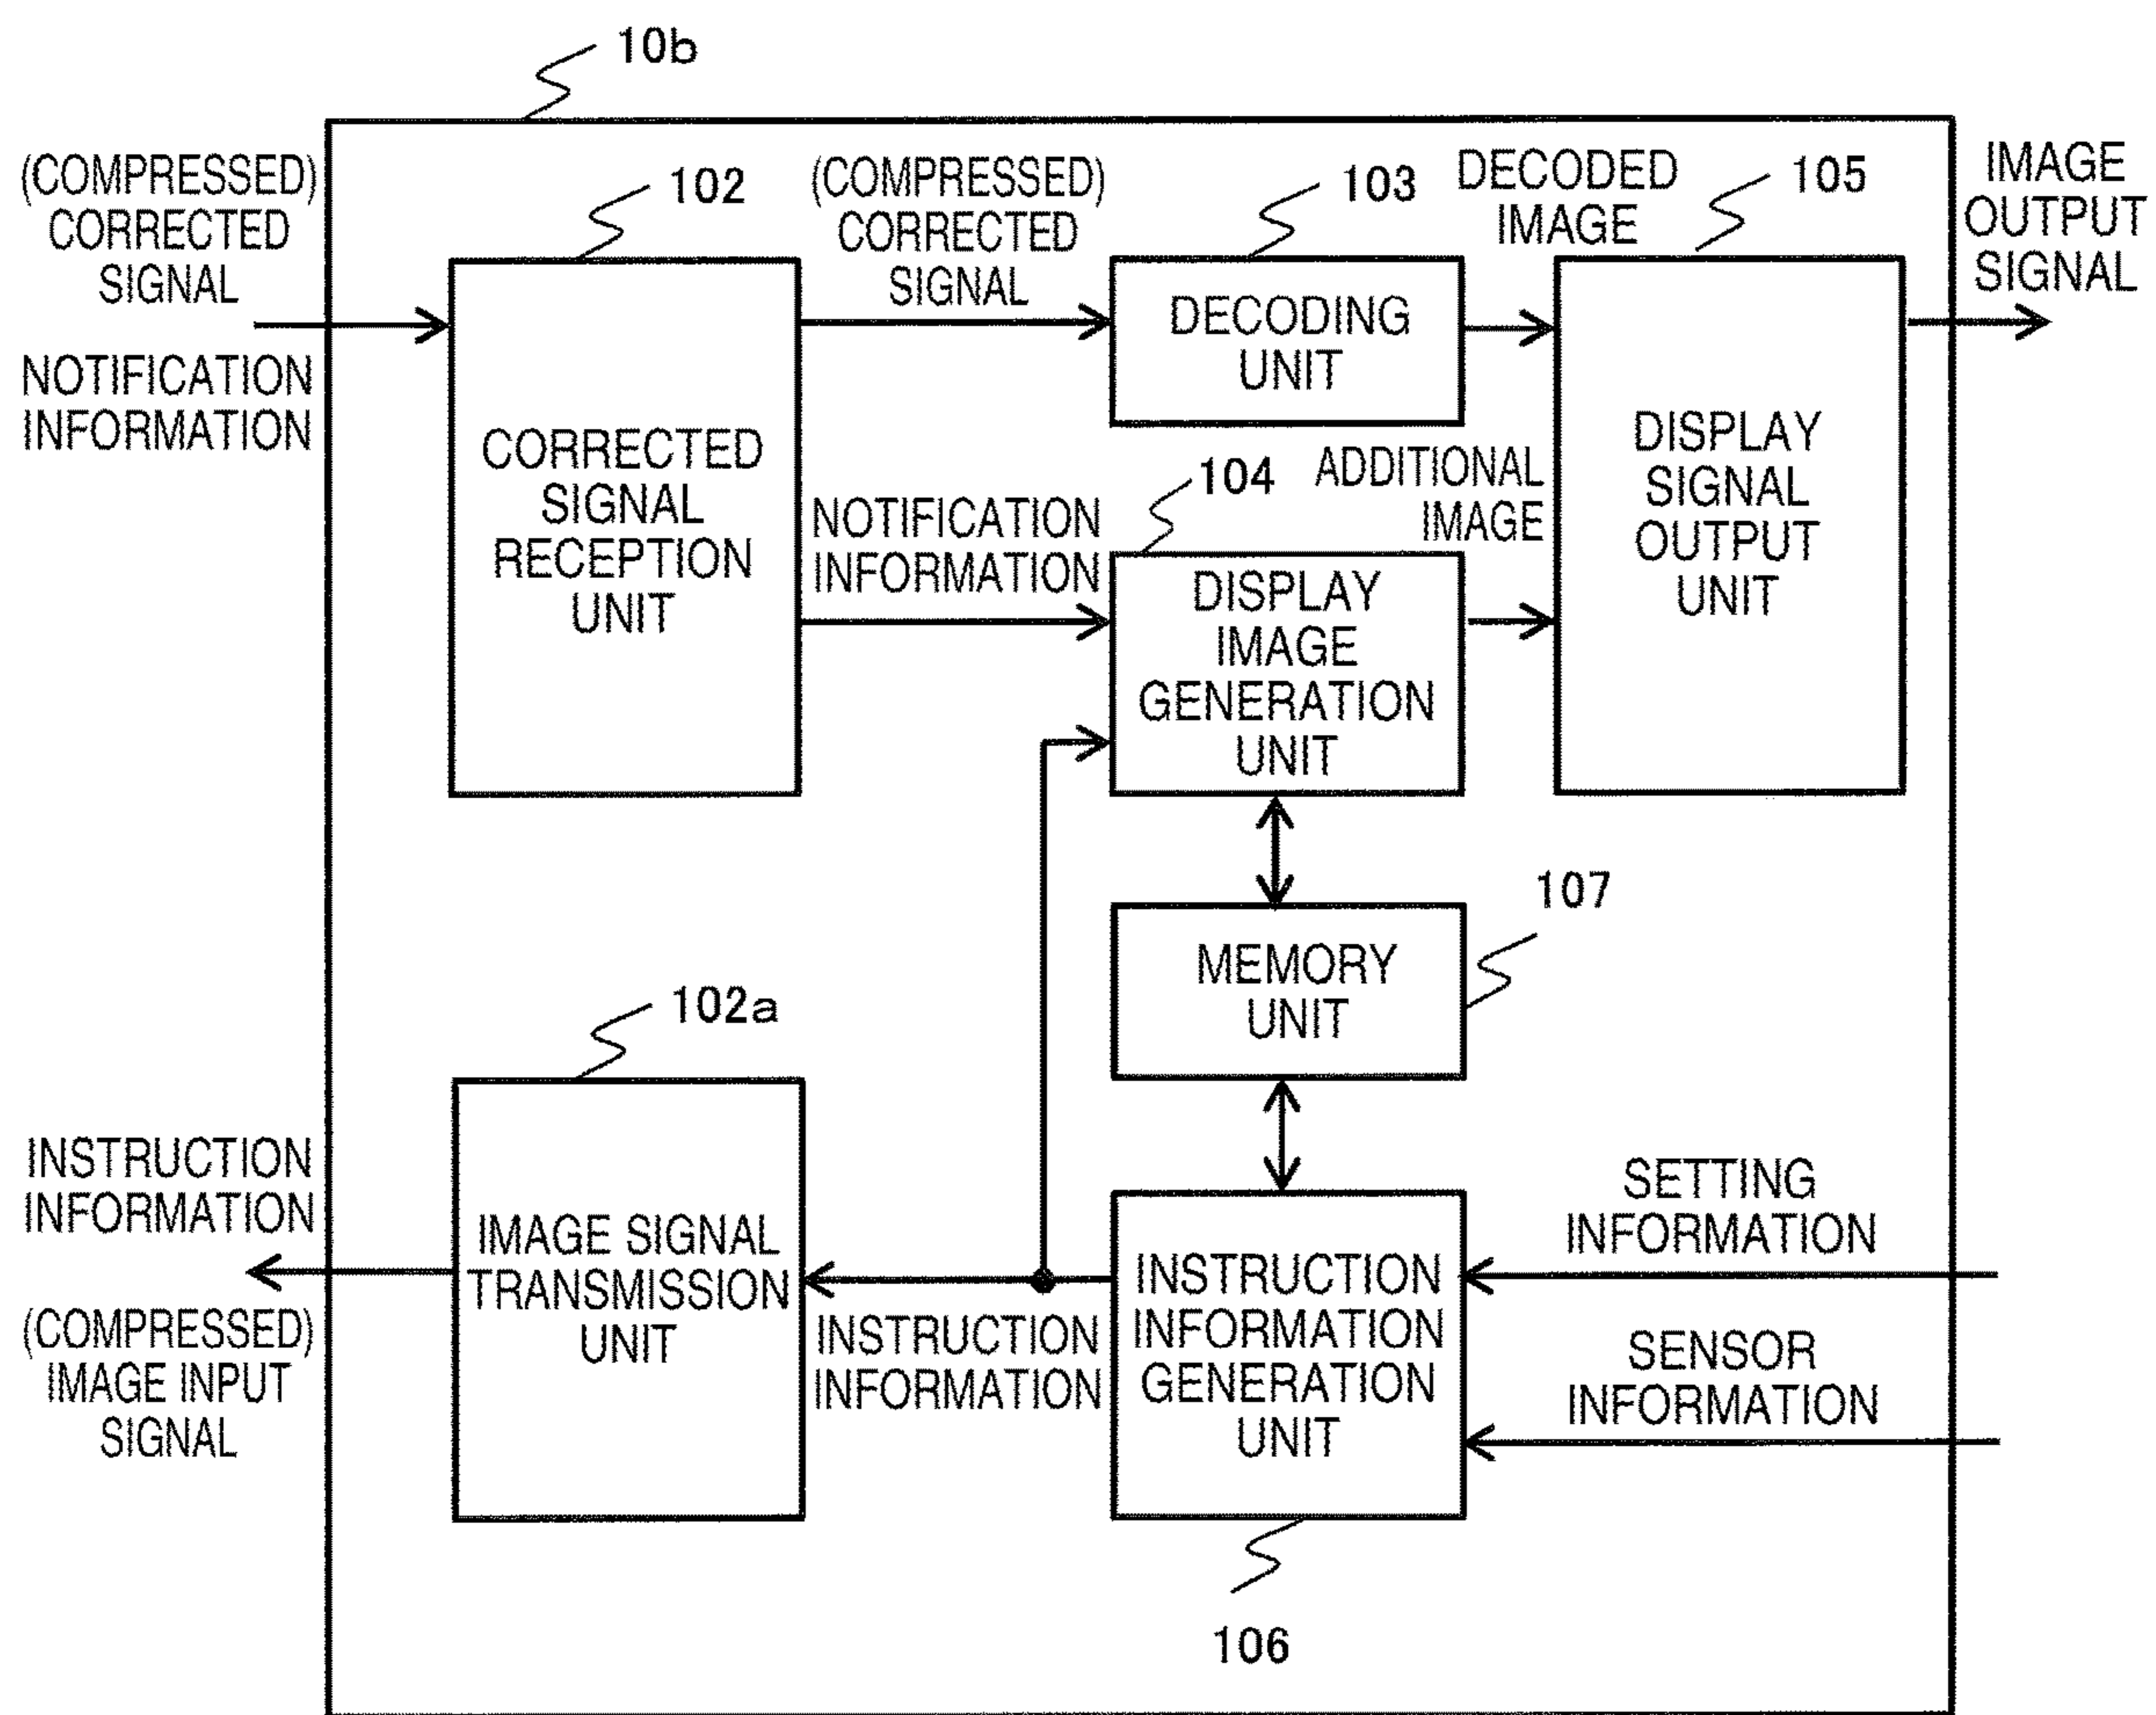 10b
(COMPRESSED)
CORRECTED
SIGNAL
NOTIFICATION
INFORMATION
102
CORRECTED
SIGNAL
RECEPTION
UNIT
(COMPRESSED)
CORRECTED
SIGNAL
103
DECODING
UNIT
DECODED
IMAGE
105
DISPLAY
SIGNAL
OUTPUT
UNIT
IMAGE
OUTPUT
SIGNAL
NOTIFICATION
INFORMATION
104
DISPLAY
IMAGE
GENERATION
UNIT
ADDITIONAL
IMAGE
107
MEMORY
UNIT
102a
IMAGE SIGNAL
TRANSMISSION
UNIT
INSTRUCTION
INFORMATION
(COMPRESSED)
IMAGE INPUT
SIGNAL
INSTRUCTION
INFORMATION
INSTRUCTION
INFORMATION
GENERATION
UNIT
106
SETTING
INFORMATION
SENSOR
INFORMATION